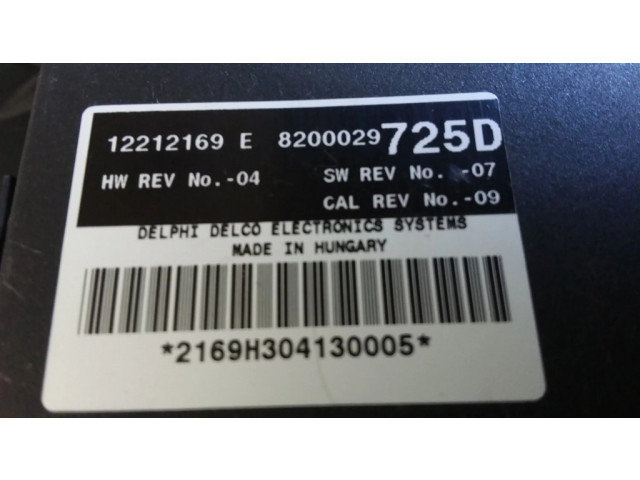 12212169 E 8200029725D
HW REV No.-04 SW REV No. -07
CAL REV No.-09
DELPHI DELCO ELECTRONICS SYSTEMS
MADE IN HUNGARY
*2169H304130005*